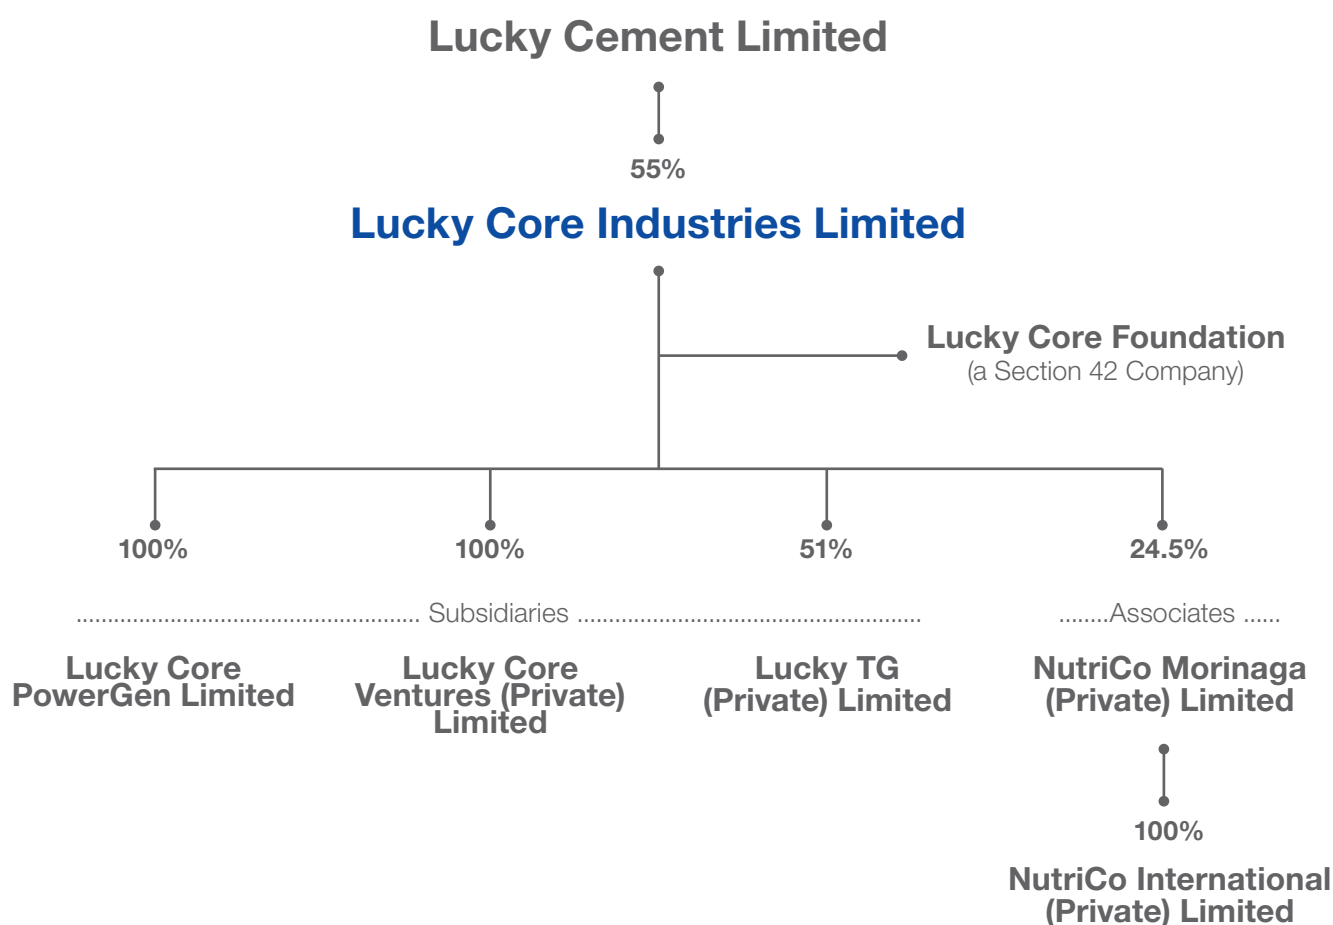 Lucky Cement Limited
55%
Lucky Core Industries Limited
Lucky Core Foundation
(a Section 42 Company)
100%
100%
51%
24.5%
........................................................ Subsidiaries ........................................................
........Associates ......
Lucky Core
PowerGen Limited
Lucky Core
Ventures (Private)
Limited
Lucky TG
(Private) Limited
NutriCo Morinaga
(Private) Limited
100%
NutriCo International
(Private) Limited